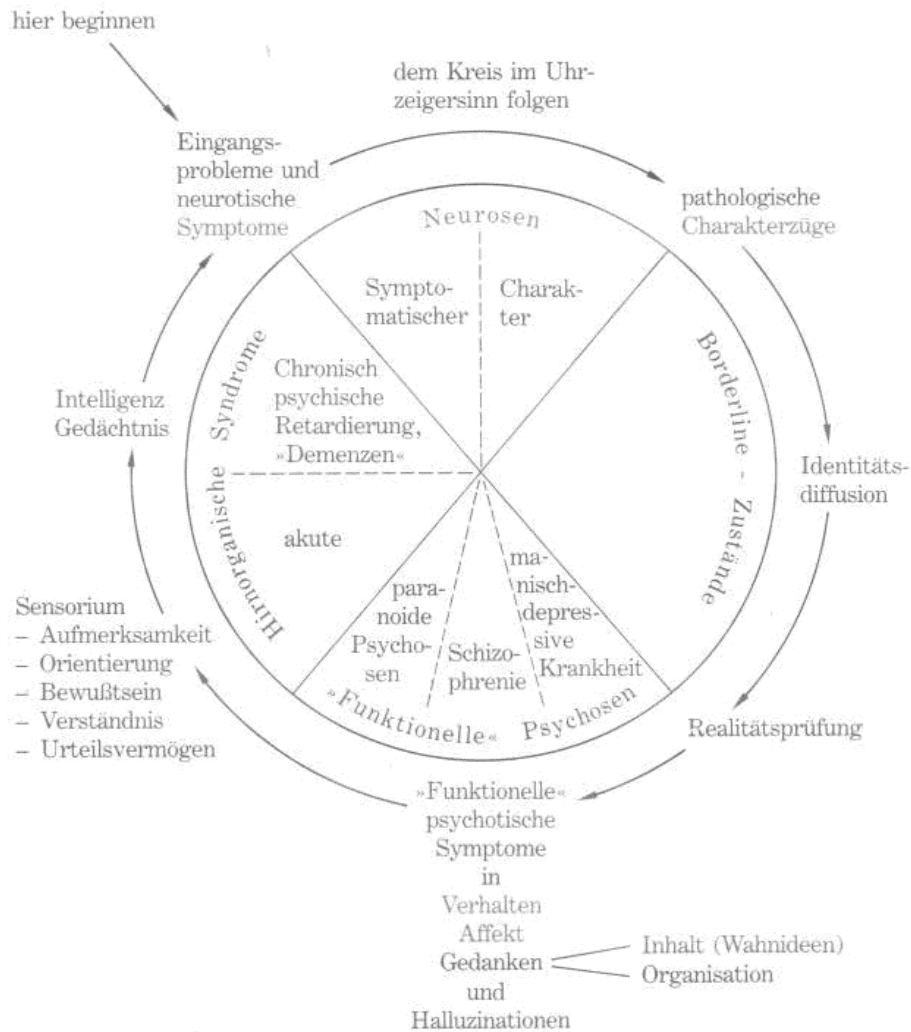 hier beginnen
dem Kreis im Uhr-
zeigersinn folgen
Eingangs-
probleme und
neurotische
Symptome
pathologische
Charakterzüge
Neurosen
Sympto-
matischer
Charak-
ter
Borderline - Zustände
Identitäts-
diffusion
Realitätsprüfung
Hirnorganische Syndrome
Chronisch
psychische
Retardierung,
»Demenzen«
akute
Intelligenz
Gedächtnis
Sensorium
– Aufmerksamkeit
– Orientierung
– Bewußtsein
– Verständnis
– Urteilsvermögen
para-
noide
Psycho-
sen
Schizo-
phrenie
ma-
nisch-
depres-
sive
Krankheit
»Funktionelle« Psychosen
»Funktionelle«
psychotische
Symptome
in
Verhalten
Affekt
Gedanken
und
Halluzinationen
Inhalt (Wahnideen)
Organisation